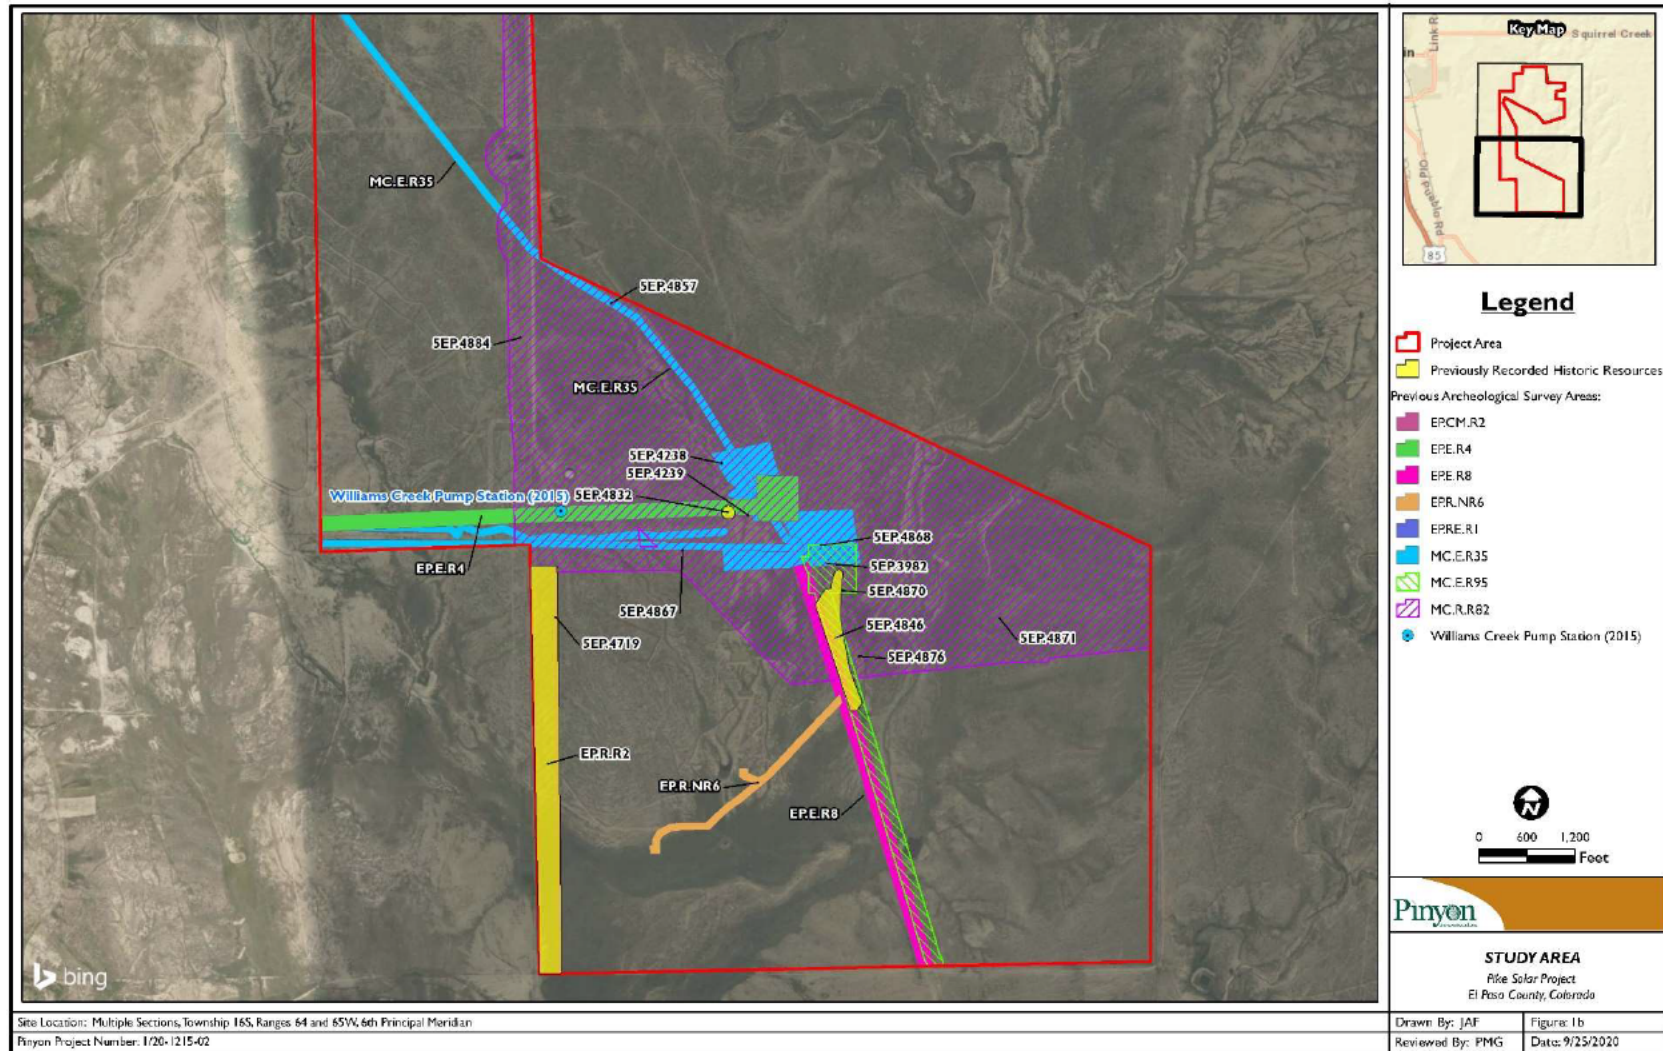 MC.E.R35
5EP.4857
5EP.4884
MC.E.R35
5EP.4238
5EP.4239
Williams Creek Pump Station (2015)
5EP.4832
5EP.4868
EP.E.R4
5EP.3982
5EP.4870
5EP.4867
5EP.4846
5EP.4871
5EP.4719
5EP.4876
EP.R.R2
EP.R.NR6
EP.E.R8
bing
Key Map
Squirrel Creek
Link R
in
Old Pueblo Rd
85
Legend
Project Area
Previously Recorded Historic Resources
Previous Archeological Survey Areas:
EP.CM.R2
EP.E.R4
EP.E.R8
EP.R.NR6
EP.RE.R1
MC.E.R35
MC.E.R95
MC.R.R82
Williams Creek Pump Station (2015)
N
0 600 1,200
Feet
Pinyon
STUDY AREA
Pike Solar Project
El Paso County, Colorado
Site Location: Multiple Sections, Township 16S, Ranges 64 and 65W, 6th Principal Meridian
Pinyon Project Number: 1/20-1215-02
Drawn By: JAF
Figure: 1b
Reviewed By: PMG
Date: 9/25/2020